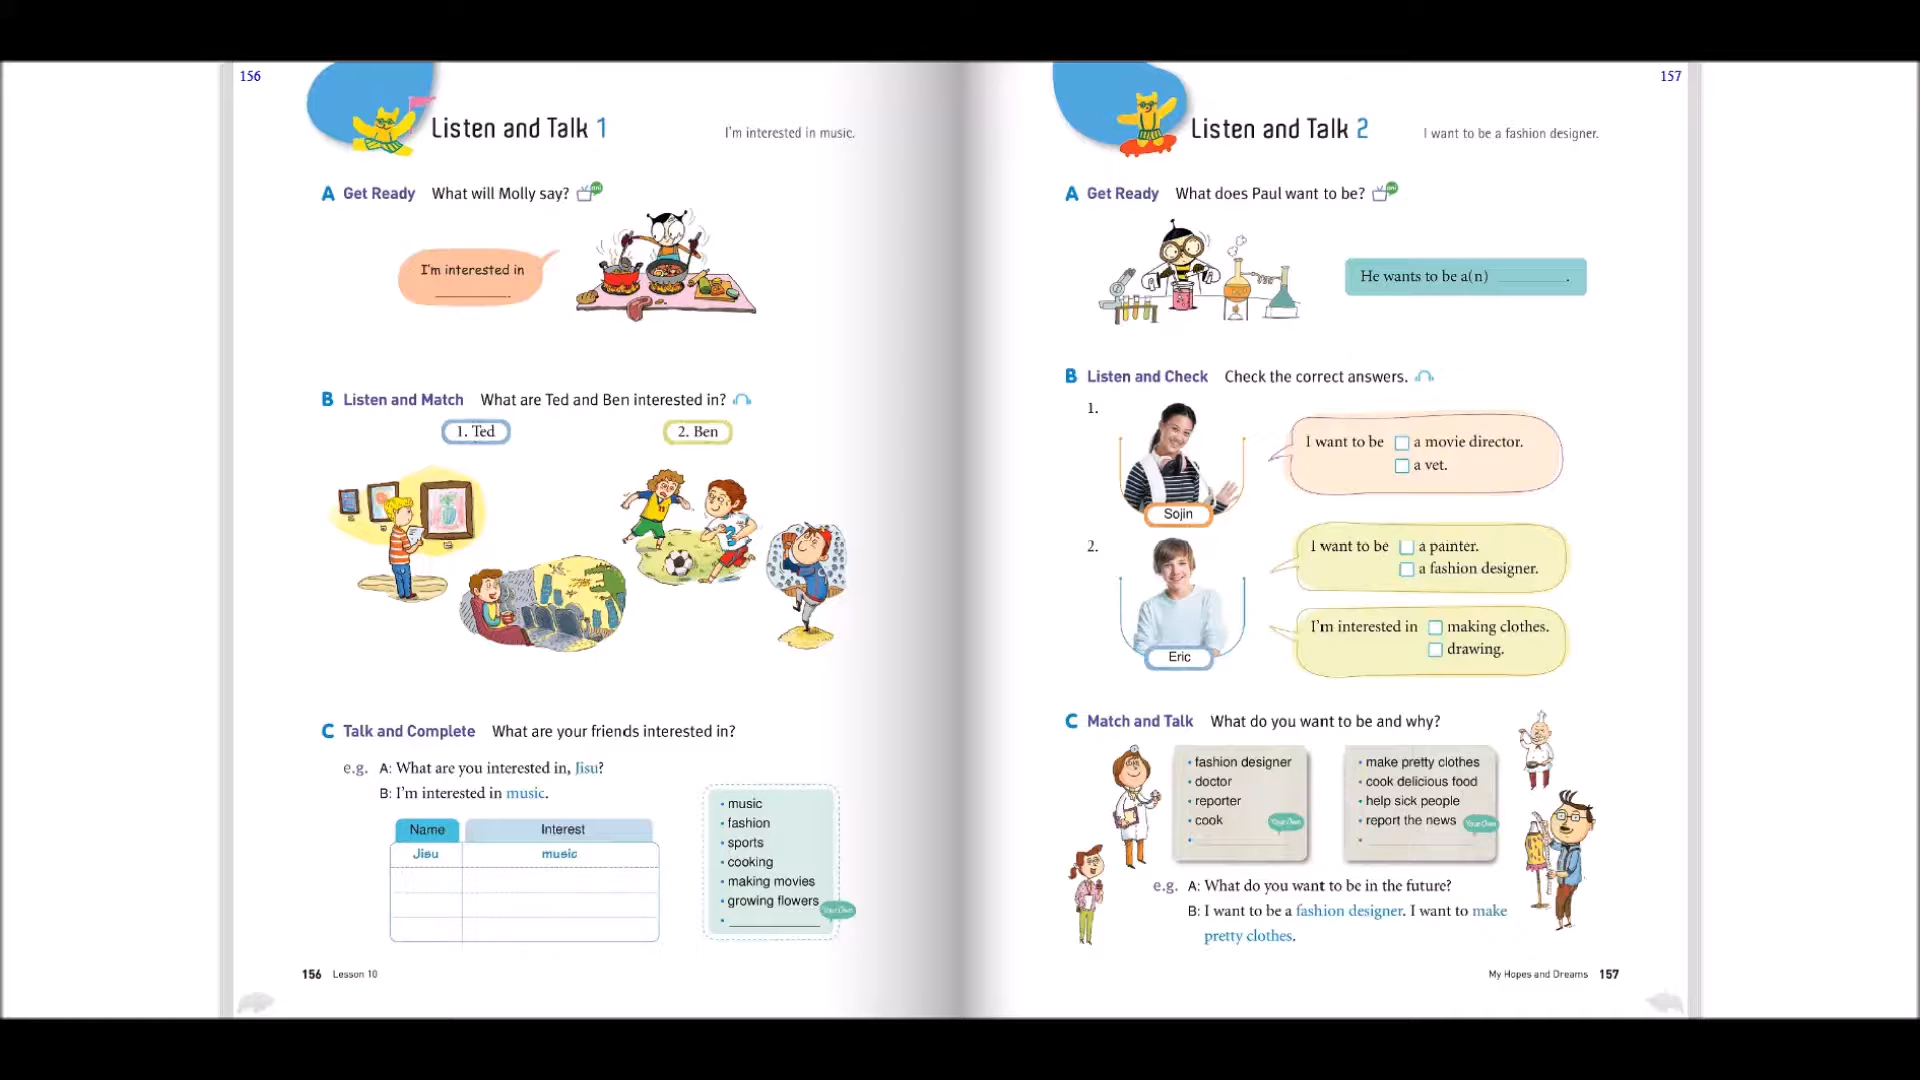 156
Listen and Talk 1
I'm interested in music.
A Get Ready What will Molly say?
I'm interested in
B Listen and Match What are Ted and Ben interested in?
1. Ted
2. Ben
C Talk and Complete What are your friends interested in?
e.g. A: What are you interested in, Jisu?
B: I'm interested in music.
Name Interest
Jisu music
• music
• fashion
• sports
• cooking
• making movies
• growing flowers
Your Own
156 Lesson 10
157
Listen and Talk 2
I want to be a fashion designer.
A Get Ready What does Paul want to be?
He wants to be a(n) ________.
B Listen and Check Check the correct answers.
1.
Sojin
I want to be a movie director.
a vet.
2.
Eric
I want to be a painter.
a fashion designer.
I'm interested in making clothes.
drawing.
C Match and Talk What do you want to be and why?
• fashion designer
• doctor
• reporter
• cook
Your Own
• make pretty clothes
• cook delicious food
• help sick people
• report the news
Your Own
e.g. A: What do you want to be in the future?
B: I want to be a fashion designer. I want to make
pretty clothes.
My Hopes and Dreams 157